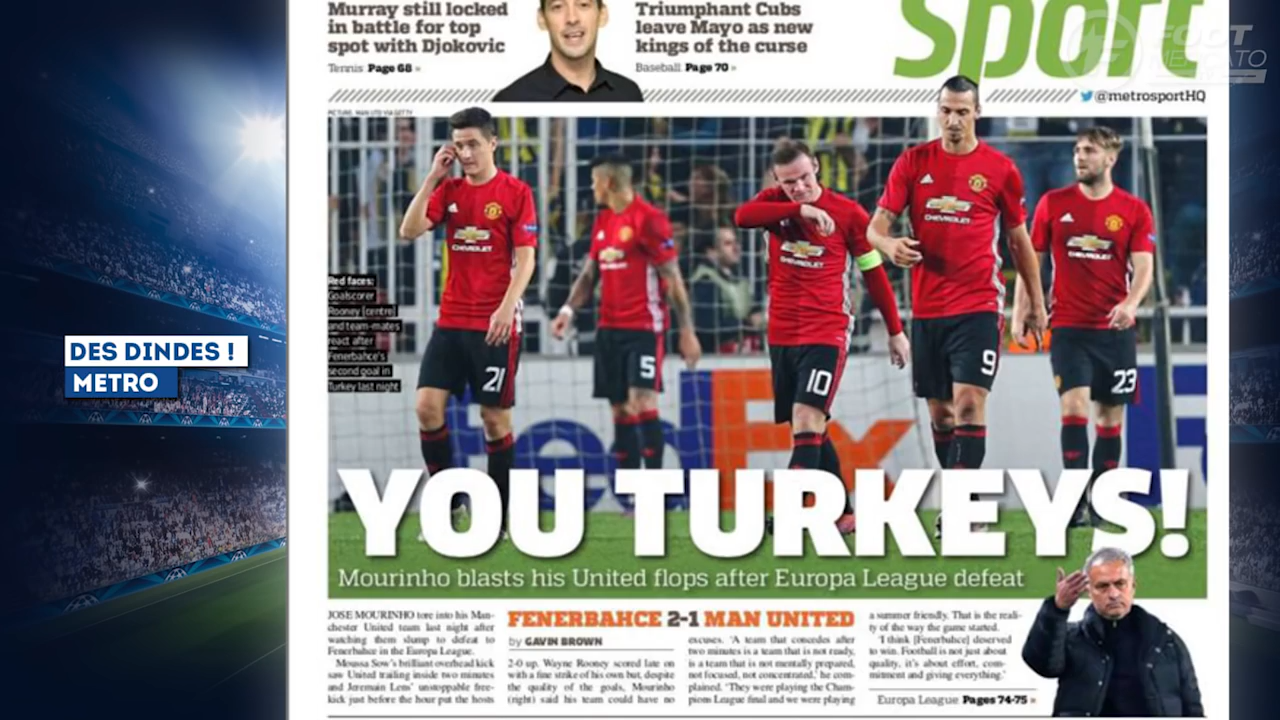 Murray still locked
in battle for top
spot with Djokovic
Tennis Page 68 »
Triumphant Cubs
leave Mayo as new
kings of the curse
Baseball Page 70 »
Sport
FOOT
MERCATO
@metrosportHQ
PICTURE: MAN UTD VIA GETTY
CHEVROLET
CHEVROLET
CHEVROLET
CHEVROLET
CHEVROLET
21
5
10
9
23
Red faces:
Goalscorer
Rooney (centre)
and team-mates
react after
Fenerbahce's
second goal in
Turkey last night
DES DINDES !
METRO
FedEx
YOU TURKEYS!
Mourinho blasts his United flops after Europa League defeat
JOSE MOURINHO tore into his Man-
chester United team last night after
watching them slump to defeat to
Fenerbahce in the Europa League.
Moussa Sow's brilliant overhead kick
saw United trailing inside two minutes
and Jeremain Lens' unstoppable free-
kick just before the hour put the hosts
FENERBAHCE 2-1 MAN UNITED
by GAVIN BROWN
2-0 up. Wayne Rooney scored late on
with a fine strike of his own but, despite
the quality of the goals, Mourinho
(right) said his team could have no
excuses. 'A team that concedes after
two minutes is a team that is not ready,
is a team that is not mentally prepared,
not focused, not concentrated,' he com-
plained. 'They were playing the Cham-
pions League final and we were playing
a summer friendly. That is the reali-
ty of the way the game started.
'I think [Fenerbahce] deserved
to win. Football is not just about
quality, it's about effort, com-
mitment and giving everything.'
Europa League Pages 74-75 »